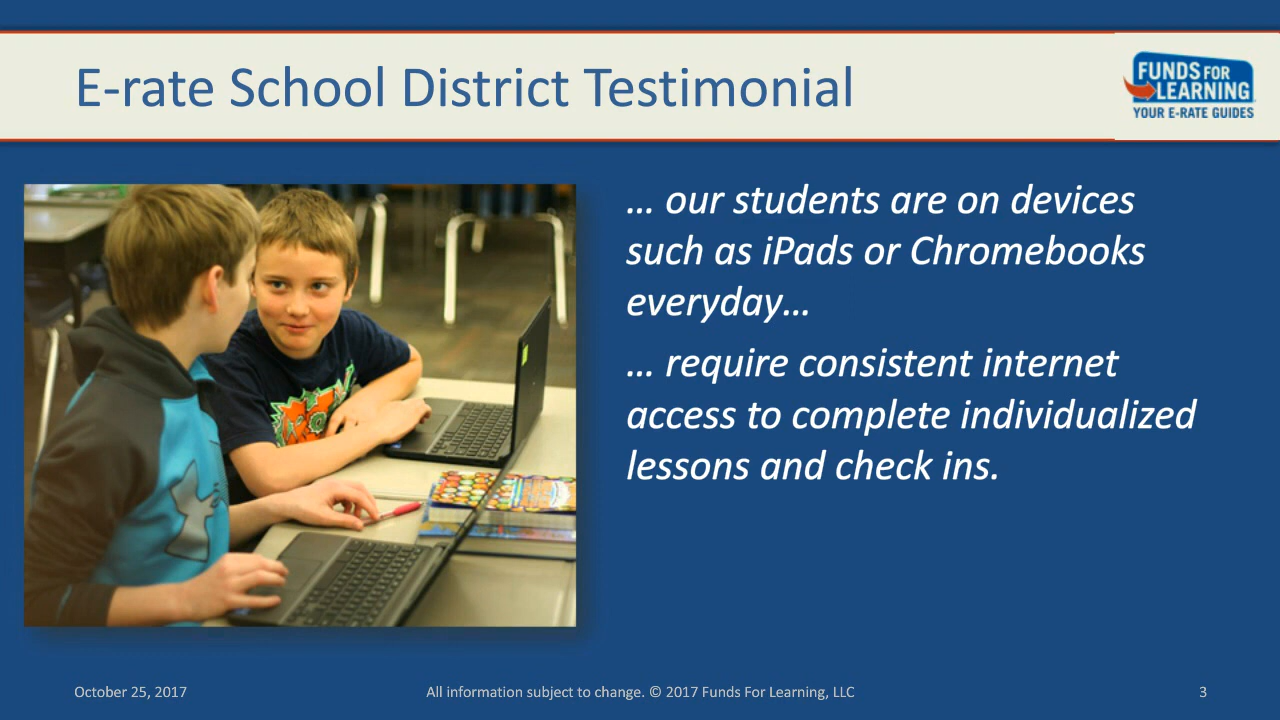 E-rate School District Testimonial
FUNDS FOR
LEARNING
YOUR E-RATE GUIDES
… our students are on devices
such as iPads or Chromebooks
everyday…
… require consistent internet
access to complete individualized
lessons and check ins.
October 25, 2017
All information subject to change. © 2017 Funds For Learning, LLC
3